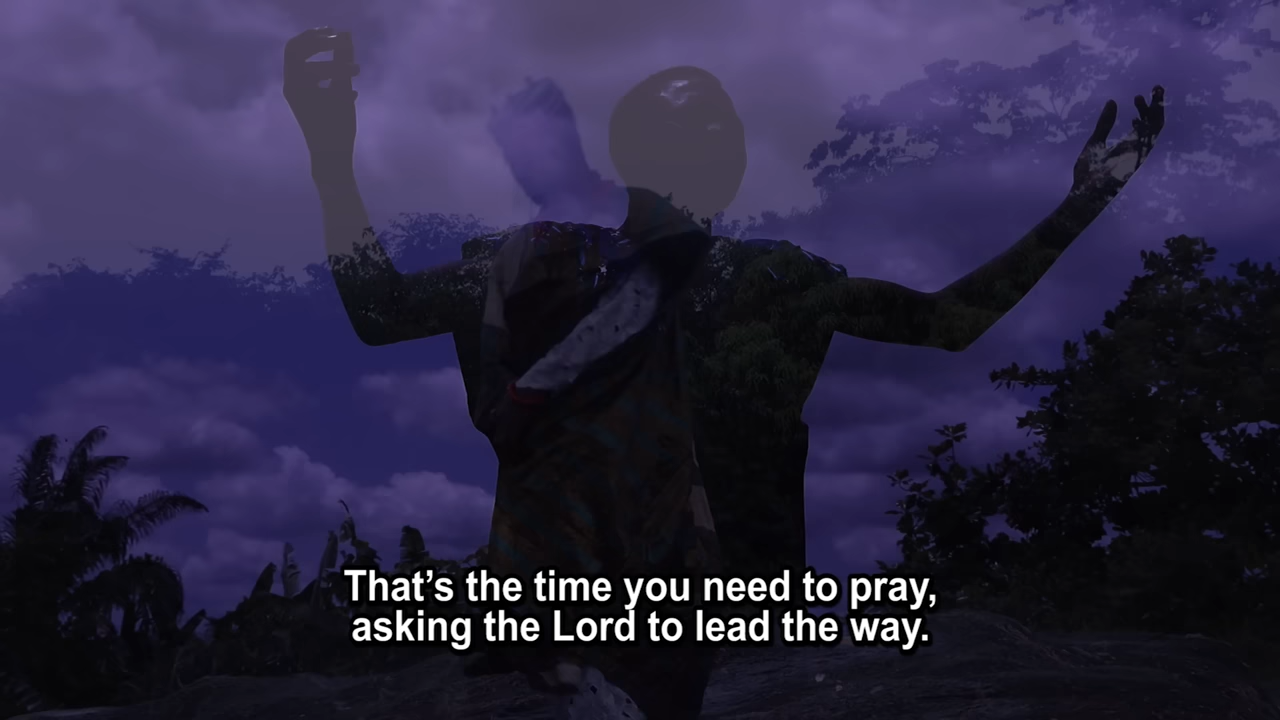 That’s the time you need to pray,
asking the Lord to lead the way.